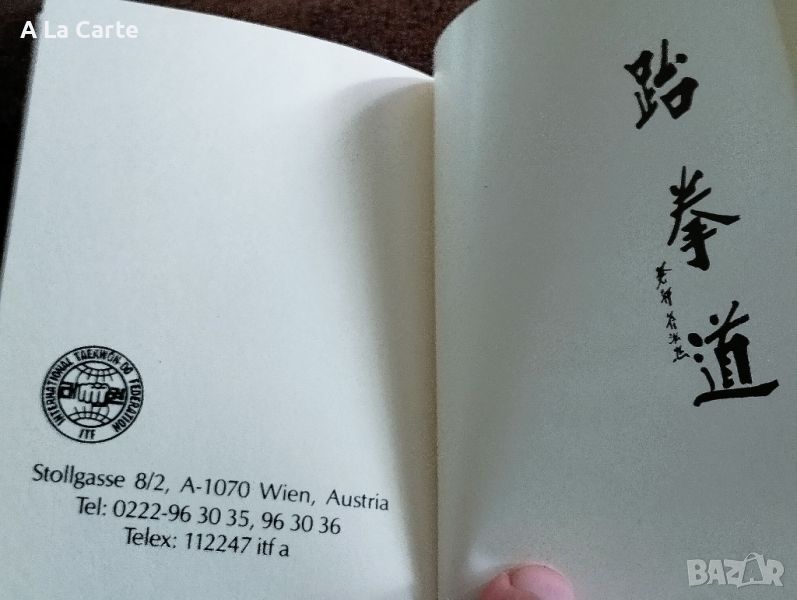 A La Carte
INTERNATIONAL TAEKWON-DO FEDERATION
ITF
Stollgasse 8/2, A-1070 Wien, Austria
Tel: 0222-96 30 35, 96 30 36
Telex: 112247 itf a
跆
拳
道
BAZAR